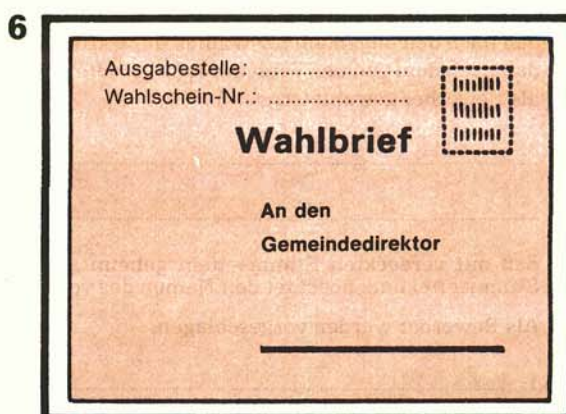 6
Ausgabestelle: ........................................
Wahlschein-Nr.: ....................................
Wahlbrief
An den
Gemeindedirektor